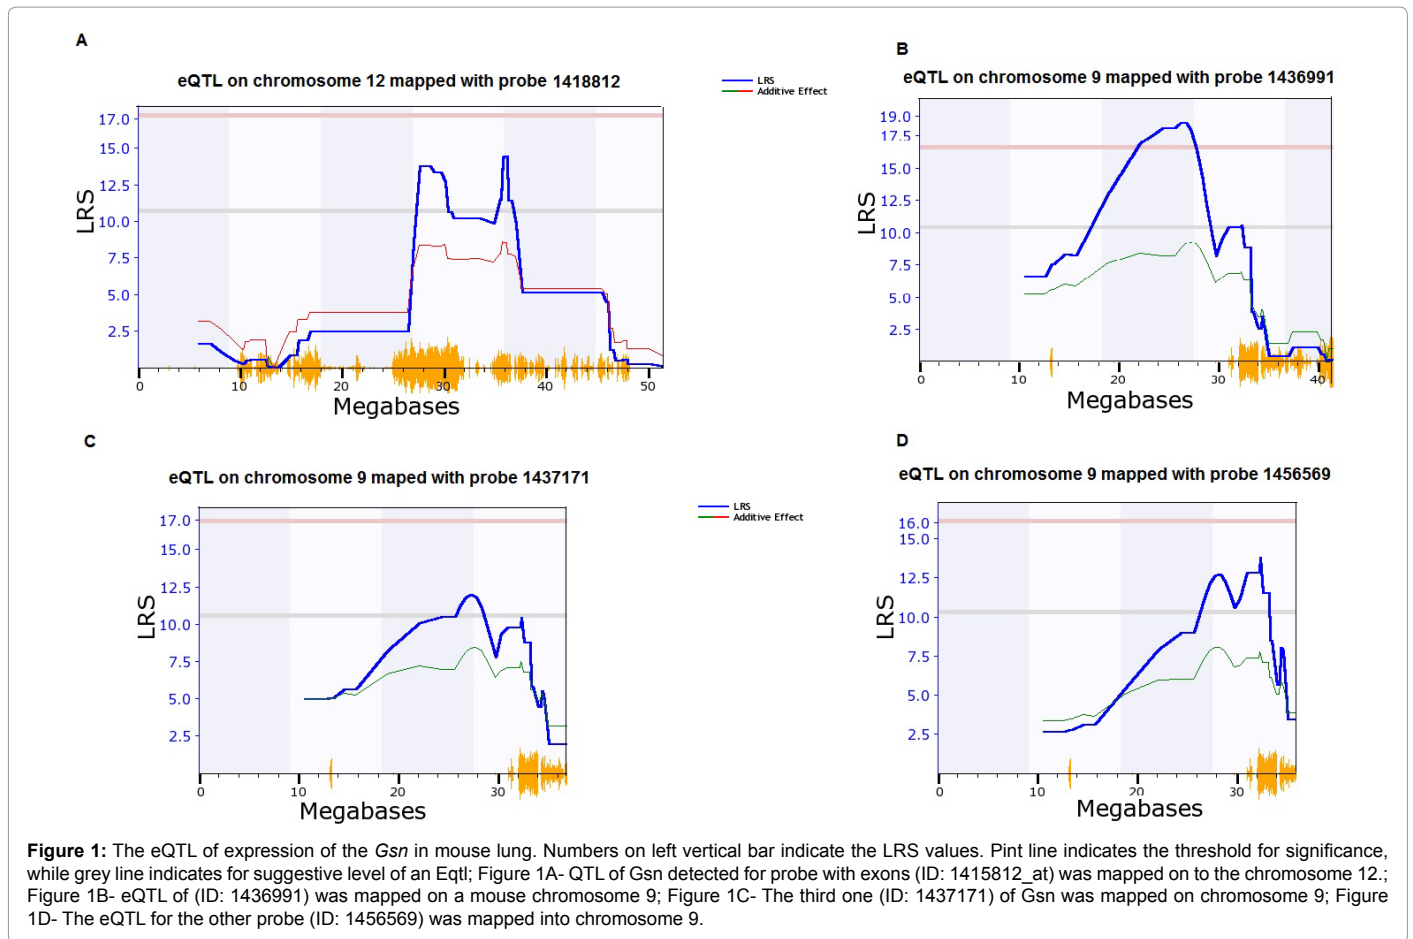 A
eQTL on chromosome 12 mapped with probe 1418812
LRS
Additive Effect
17.0
15.0
12.5
10.0
7.5
5.0
2.5
LRS
0
10
20
30
40
50
Megabases
B
eQTL on chromosome 9 mapped with probe 1436991
19.0
17.5
15.0
12.5
10.0
7.5
5.0
2.5
LRS
0
10
20
30
40
Megabases
C
eQTL on chromosome 9 maped with probe 1437171
LRS
Additive Effect
17.0
15.0
12.5
10.0
7.5
5.0
2.5
LRS
0
10
20
30
Megabases
D
eQTL on chromosome 9 mapped with probe 1456569
16.0
15.0
12.5
10.0
7.5
5.0
2.5
LRS
0
10
20
30
Megabases
Figure 1: The eQTL of expression of the Gsn in mouse lung. Numbers on left vertical bar indicate the LRS values. Pint line indicates the threshold for significance,
while grey line indicates for suggestive level of an Eqtl; Figure 1A- QTL of Gsn detected for probe with exons (ID: 1415812_at) was mapped on to the chromosome 12.;
Figure 1B- eQTL of (ID: 1436991) was mapped on a mouse chromosome 9; Figure 1C- The third one (ID: 1437171) of Gsn was mapped on chromosome 9; Figure
1D- The eQTL for the other probe (ID: 1456569) was mapped into chromosome 9.